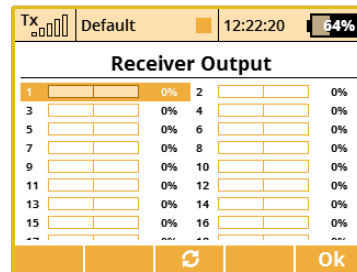 Tx Default 12:22:20 64%
Receiver Output
1 0% 2 0%
3 0% 4 0%
5 0% 6 0%
7 0% 8 0%
9 0% 10 0%
11 0% 12 0%
13 0% 14 0%
15 0% 16 0%
Ok